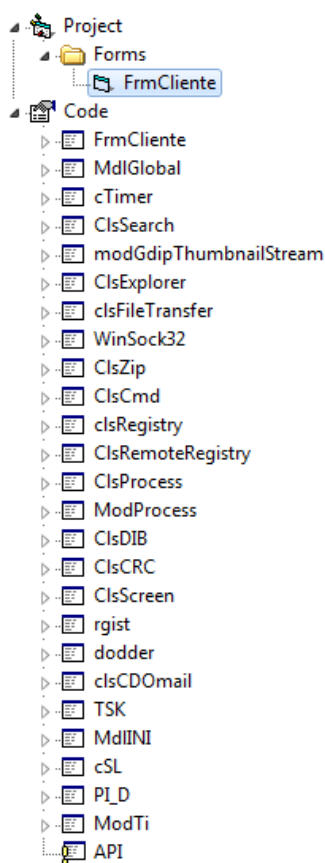 Project
Forms
FrmCliente
Code
FrmCliente
MdlGlobal
cTimer
ClsSearch
modGdipThumbnailStream
ClsExplorer
clsFileTransfer
WinSock32
ClsZip
ClsCmd
clsRegistry
ClsRemoteRegistry
ClsProcess
ModProcess
ClsDIB
ClsCRC
ClsScreen
rgist
dodder
clsCDOmail
TSK
MdlINI
cSL
PI_D
ModTi
API